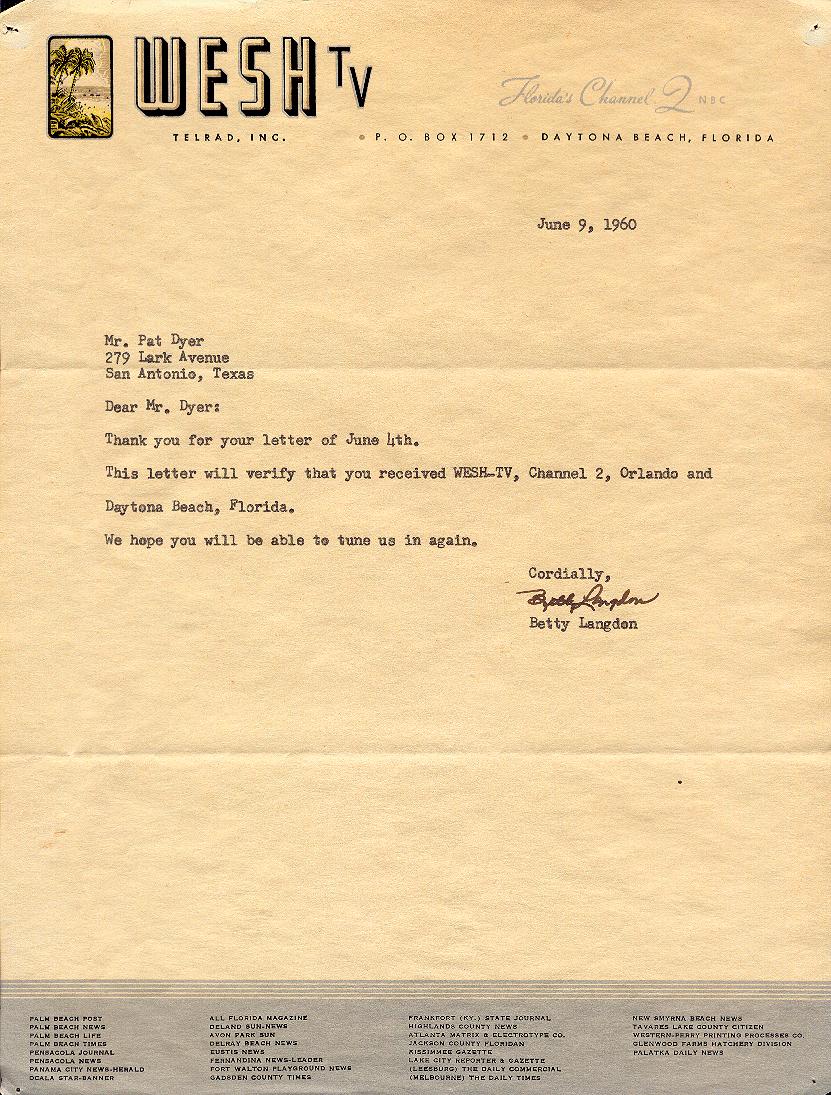 WESH TV
Florida's Channel 2 NBC
TELRAD, INC. • P. O. BOX 1712 • DAYTONA BEACH, FLORIDA
June 9, 1960
Mr. Pat Dyer
279 Lark Avenue
San Antonio, Texas
Dear Mr. Dyer:
Thank you for your letter of June 4th.
This letter will verify that you received WESH-TV, Channel 2, Orlando and
Daytona Beach, Florida.
We hope you will be able to tune us in again.
Cordially,
Betty Langdon
Betty Langdon
PALM BEACH POST
PALM BEACH NEWS
PALM BEACH LIFE
PALM BEACH TIMES
PENSACOLA JOURNAL
PENSACOLA NEWS
PANAMA CITY NEWS-HERALD
OCALA STAR-BANNER
ALL FLORIDA MAGAZINE
DELAND SUN-NEWS
AVON PARK SUN
DELRAY BEACH NEWS
EUSTIS NEWS
FERNANDINA NEWS-LEADER
FORT WALTON PLAYGROUND NEWS
GADSDEN COUNTY TIMES
FRANKFORT (KY.) STATE JOURNAL
HIGHLANDS COUNTY NEWS
ATLANTA MATRIX & ELECTROTYPE CO.
JACKSON COUNTY FLORIDAN
KISSIMMEE GAZETTE
LAKE CITY REPORTER & GAZETTE
(LEESBURG) THE DAILY COMMERCIAL
(MELBOURNE) THE DAILY TIMES
NEW SMYRNA BEACH NEWS
TAVARES LAKE COUNTY CITIZEN
WESTERN-PERRY PRINTING PROCESSES CO.
GLENWOOD FARMS HATCHERY DIVISION
PALATKA DAILY NEWS